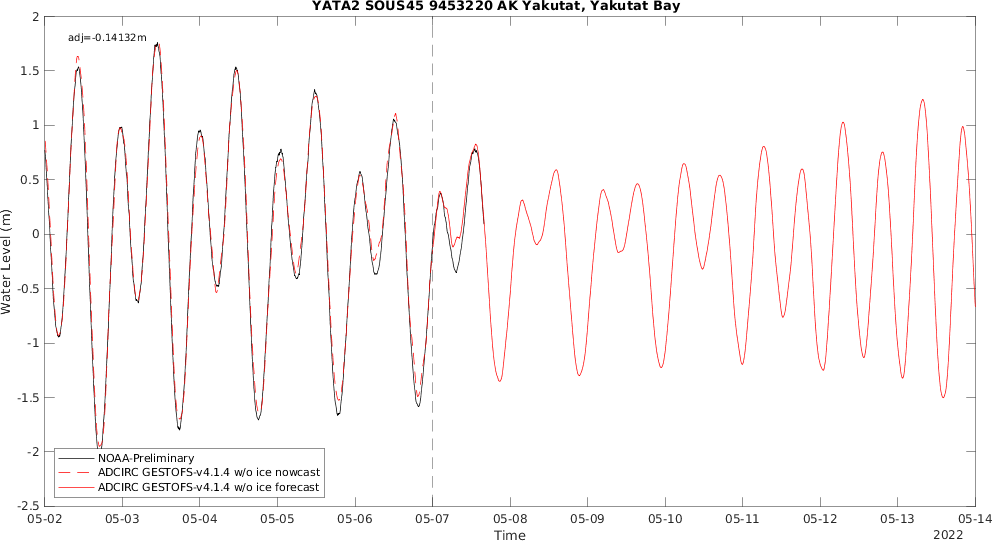 YATA2 SOUS45 9453220 AK Yakutat, Yakutat Bay
adj=-0.14132m
2
1.5
1
0.5
0
-0.5
-1
-1.5
-2
-2.5
Water Level (m)
NOAA-Preliminary
ADCIRC GESTOFS-v4.1.4 w/o ice nowcast
ADCIRC GESTOFS-v4.1.4 w/o ice forecast
05-02 05-03 05-04 05-05 05-06 05-07 05-08 05-09 05-10 05-11 05-12 05-13 05-14
Time
2022